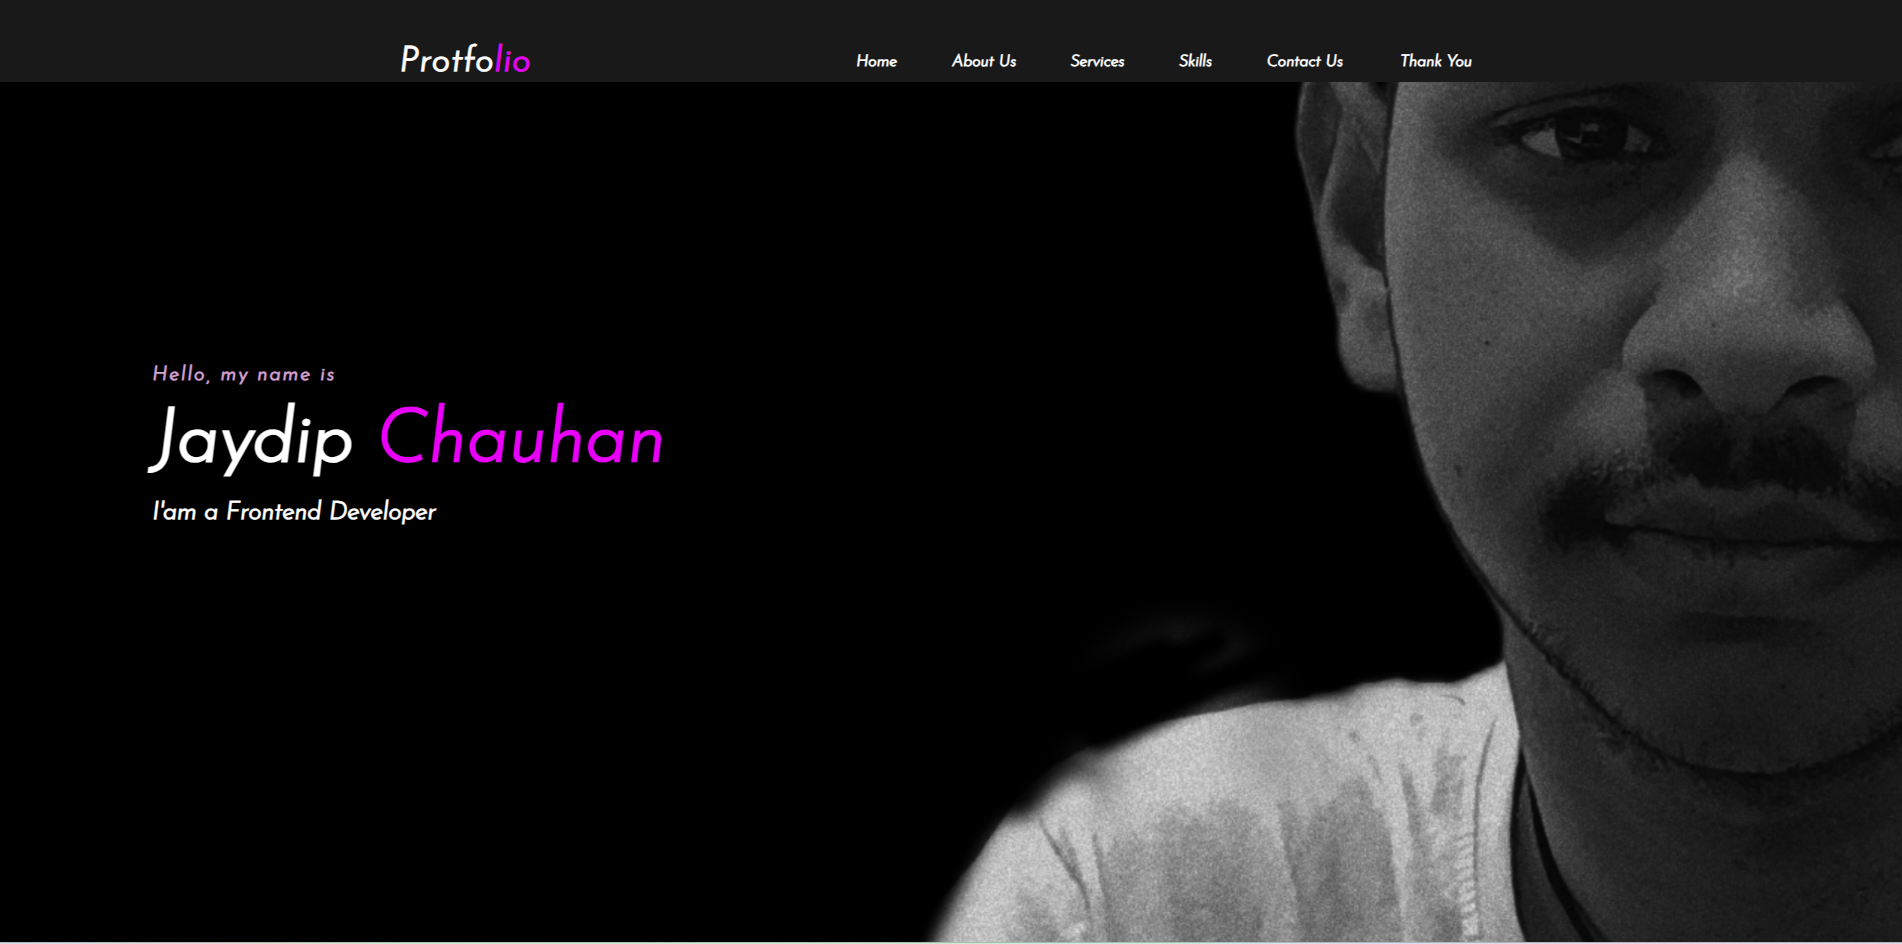 Protfolio
Home About Us Services Skills Contact Us Thank You
Hello, my name is
Jaydip Chauhan
I'am a Frontend Developer